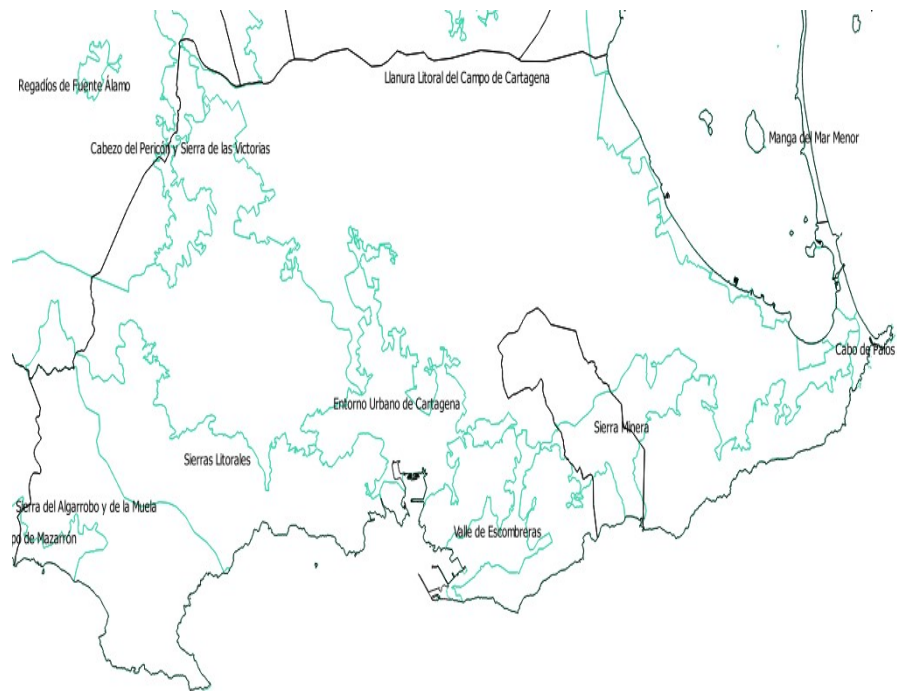 Llanura Litoral del Campo de Cartagena
Regadíos de Fuente Álamo
Manga del Mar Menor
Cabezo del Pericón y Sierra de las Victorias
Cabo de Palos
Entorno Urbano de Cartagena
Sierra Minera
Sierras Litorales
Sierra del Algarrobo y de la Muela
Valle de Escombreras
po de Mazarrón